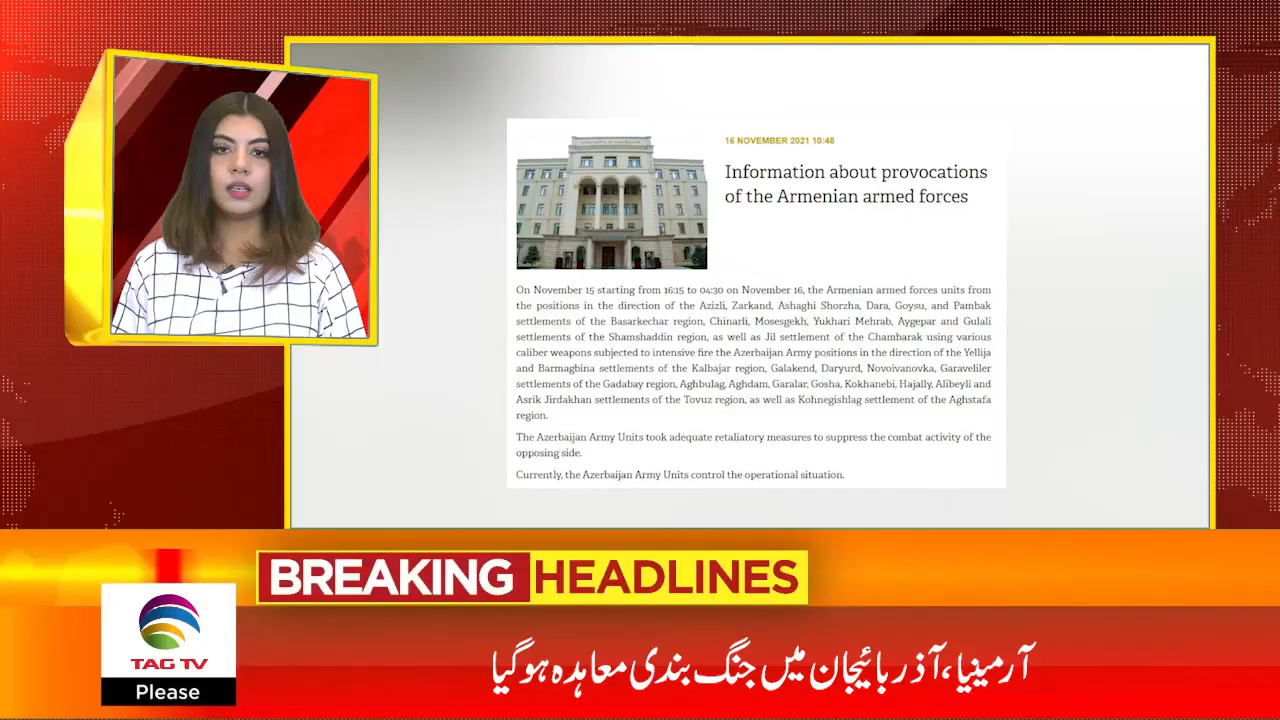 16 NOVEMBER 2021 10:48
Information about provocations
of the Armenian armed forces
On November 15 starting from 16:15 to 04:30 on November 16, the Armenian armed forces units from
the positions in the direction of the Azizli, Zarkand, Ashaghi Shorzha, Dara, Goysu, and Pambak
settlements of the Basarkechar region, Chinarli, Mosesgekh, Yukhari Mehrab, Aygepar and Gulali
settlements of the Shamshaddin region, as well as Jil settlement of the Chambarak using various
caliber weapons subjected to intensive fire the Azerbaijan Army positions in the direction of the Yellija
and Barmagbina settlements of the Kalbajar region, Galakend, Daryurd, Novoivanovka, Garaveliler
settlements of the Gadabay region, Aghbulag, Aghdam, Garalar, Gosha, Kokhanebi, Hajally, Alibeyli and
Asrik Jirdakhan settlements of the Tovuz region, as well as Kohnegishlag settlement of the Aghstafa
region.
The Azerbaijan Army Units took adequate retaliatory measures to suppress the combat activity of the
opposing side.
Currently, the Azerbaijan Army Units control the operational situation.
BREAKING HEADLINES
TAG TV
Please
آرمینیا، آذربائیجان میں جنگ بندی معاہدہ ہوگیا